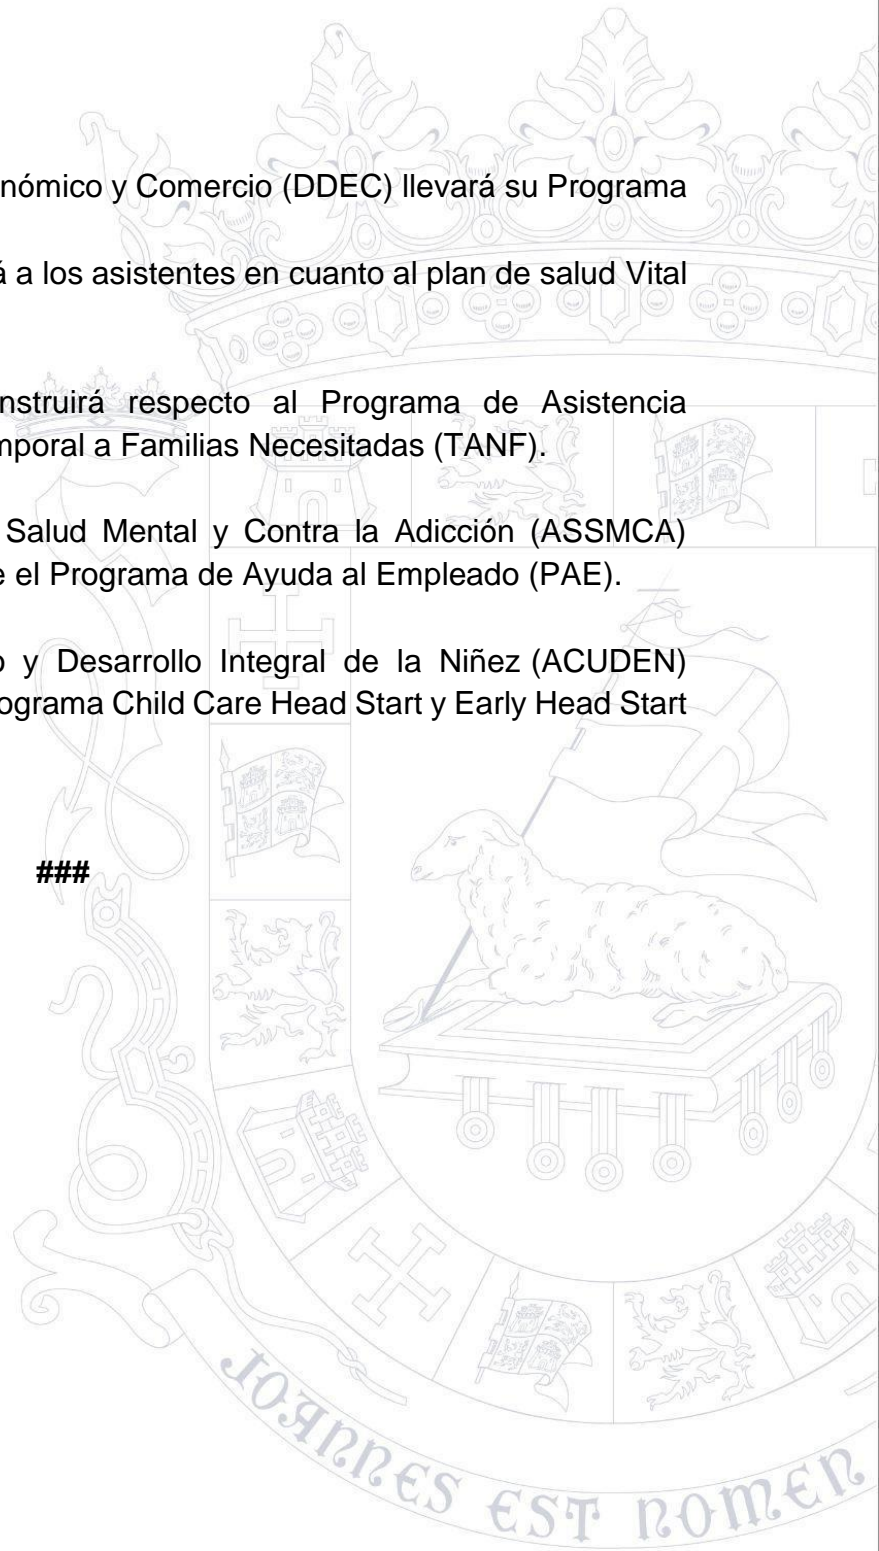 nómico y Comercio (DDEC) llevará su Programa
a los asistentes en cuanto al plan de salud Vital
nstruirá respecto al Programa de Asistencia
mporal a Familias Necesitadas (TANF).
Salud Mental y Contra la Adicción (ASSMCA)
e el Programa de Ayuda al Empleado (PAE).
o y Desarrollo Integral de la Niñez (ACUDEN)
ograma Child Care Head Start y Early Head Start
###
JOANNES EST NOMEN